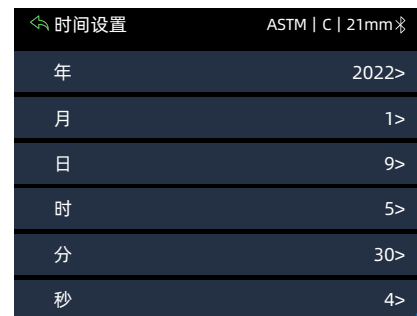 时间设置 ASTM | C | 21mm
年 2022>
月 1>
日 9>
时 5>
分 30>
秒 4>